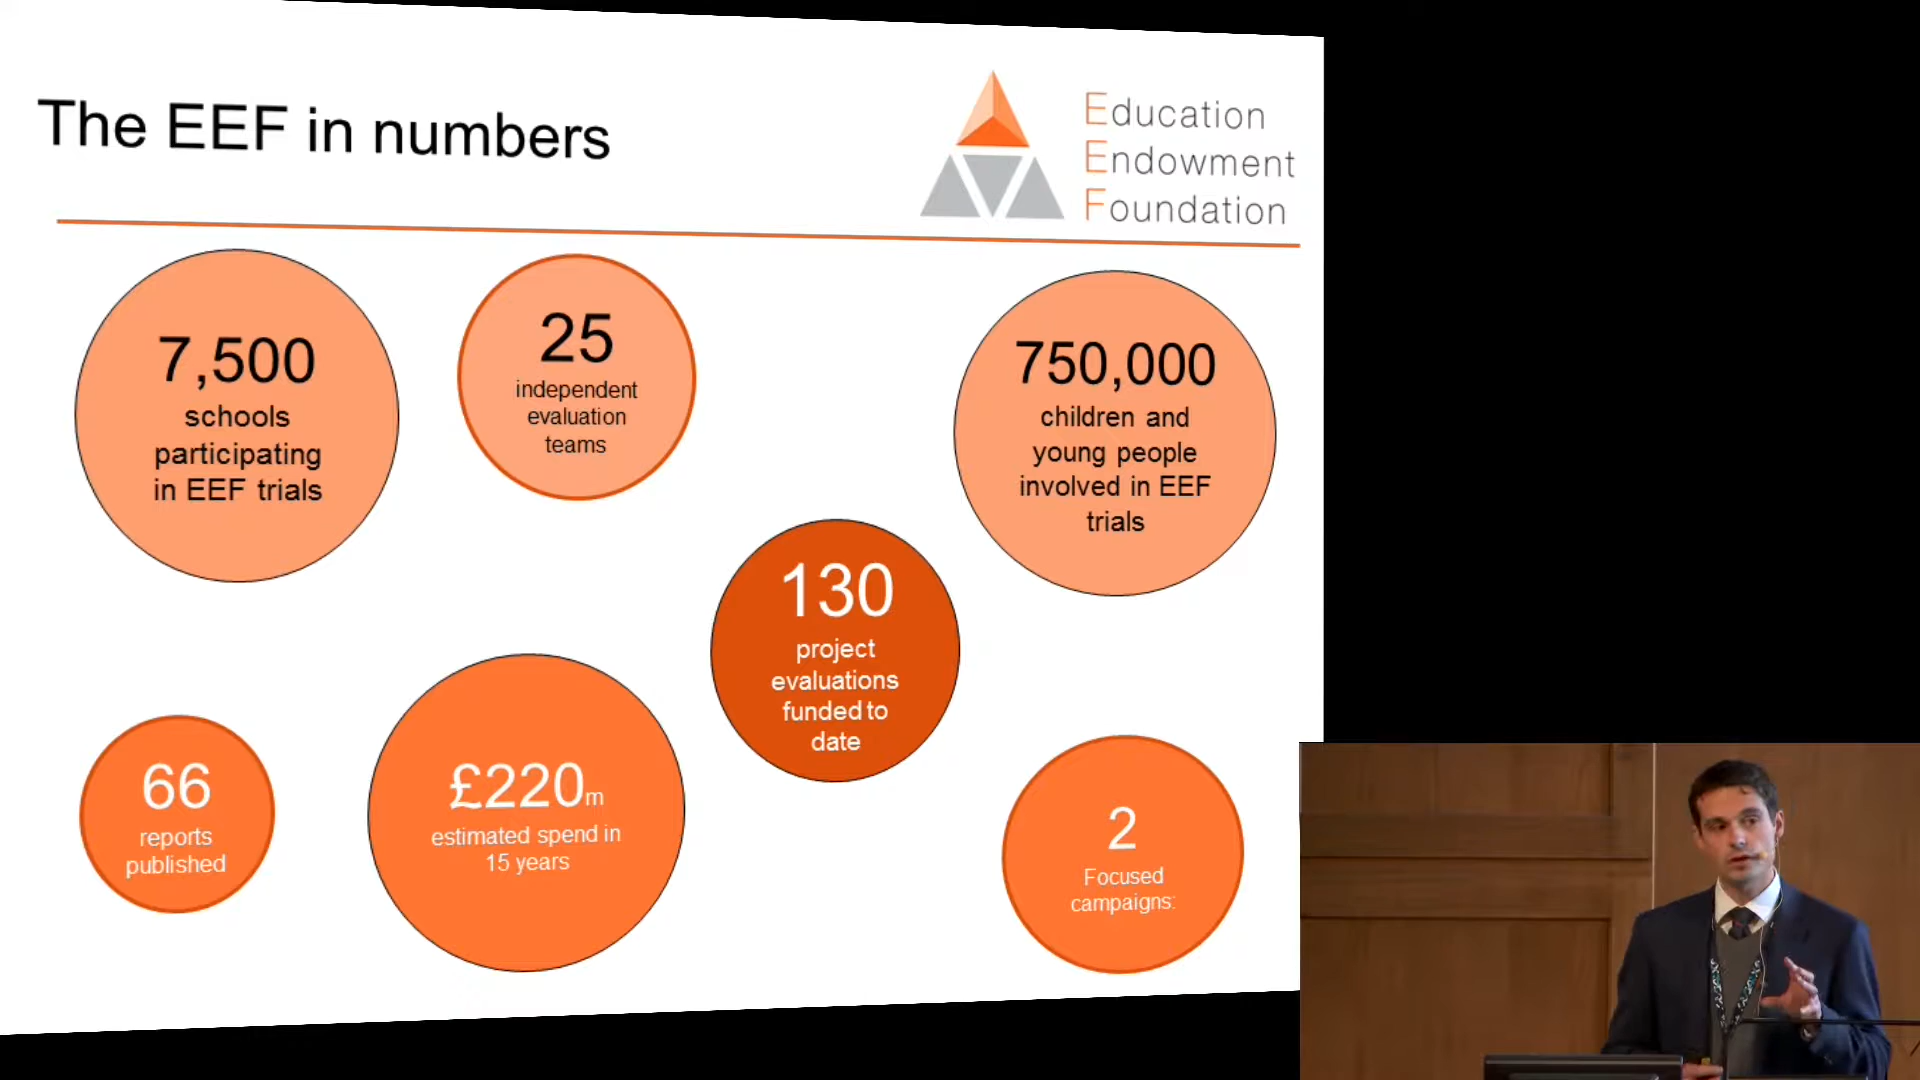 The EEF in numbers
Education
Endowment
Foundation
7,500
schools
participating
in EEF trials
25
independent
evaluation
teams
750,000
children and
young people
involved in EEF
trials
130
project
evaluations
funded to
date
66
reports
published
£220m
estimated spend in
15 years
2
Focused
campaigns: